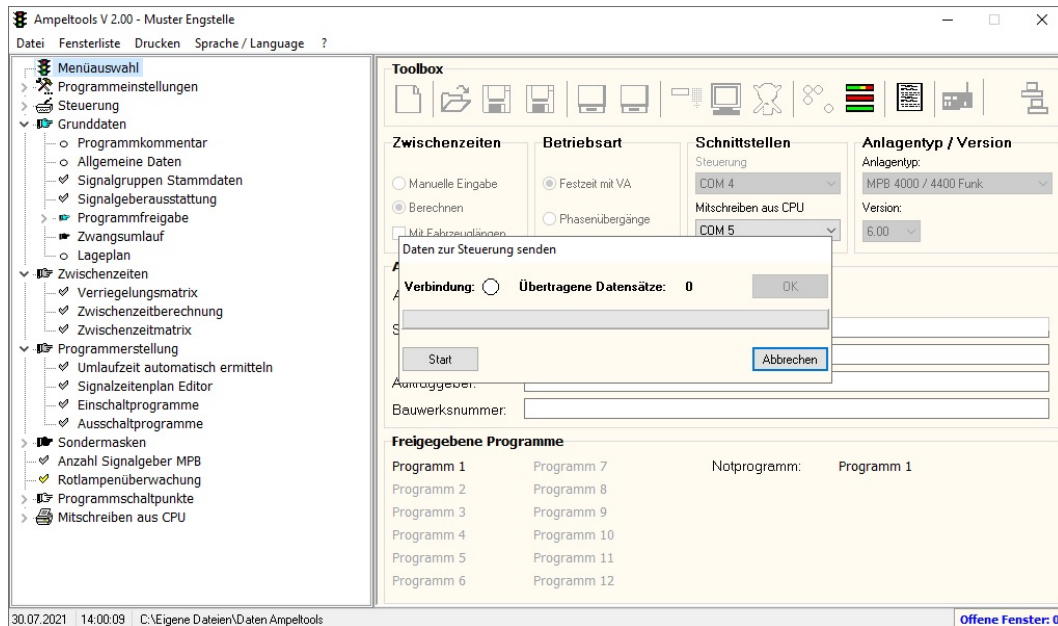 Ampeltools V 2.00 - Muster Engstelle
Datei Fensterliste Drucken Sprache / Language ?
Menüauswahl
Programmeinstellungen
Steuerung
Grunddaten
Programmkommentar
Allgemeine Daten
Signalgruppen Stammdaten
Signalgeberausstattung
Programmfreigabe
Zwangsumlauf
Lageplan
Zwischenzeiten
Verriegelungsmatrix
Zwischenzeitberechnung
Zwischenzeitmatrix
Programmerstellung
Umlaufzeit automatisch ermitteln
Signalzeitenplan Editor
Einschaltprogramme
Ausschaltprogramme
Sondermasken
Anzahl Signalgeber MPB
Rotlampenüberwachung
Programmschaltpunkte
Mitschreiben aus CPU
Toolbox
Zwischenzeiten
Manuelle Eingabe
Berechnen
Mit Fahrzeuglängen
Betriebsart
Festzeit mit VA
Phasenübergänge
Schnittstellen
Steuerung
COM 4
Mitschreiben aus CPU
COM 5
Anlagentyp / Version
Anlagentyp:
MPB 4000 / 4400 Funk
Version:
6.00
Daten zur Steuerung senden
Verbindung: Übertragene Datensätze: 0 OK
Start Abbrechen
Auftraggeber:
Bauwerksnummer:
Freigegebene Programme
Programm 1 Programm 7 Notprogramm: Programm 1
Programm 2 Programm 8
Programm 3 Programm 9
Programm 4 Programm 10
Programm 5 Programm 11
Programm 6 Programm 12
30.07.2021 14:00:09 C:\Eigene Dateien\Daten Ampeltools Offene Fenster: 0